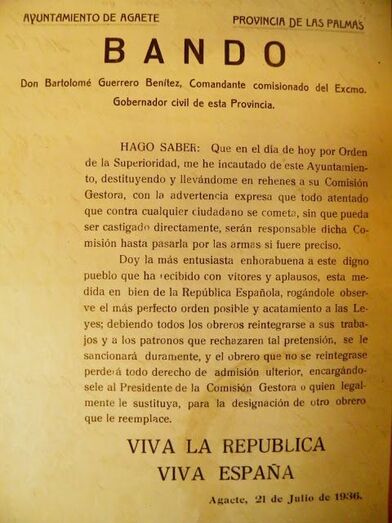 AYUNTAMIENTO DE AGAETE
PROVINCIA DE LAS PALMAS
BANDO
Don Bartolomé Guerrero Benítez, Comandante comisionado del Excmo.
Gobernador civil de esta Provincia.
HAGO SABER: Que en el día de hoy por Orden
de la Superioridad, me he incautado de este Ayuntamien-
to, destituyendo y llevándome en rehenes a su Comisión
Gestora, con la advertencia expresa que todo atentado
que contra cualquier ciudadano se cometa, sin que pueda
ser castigado directamente, serán responsable dicha Co-
misión hasta pasarla por las armas si fuere preciso.
Doy la más entusiasta enhorabuena a este digno
pueblo que ha recibido con vítores y aplausos, esta me-
dida en bien de la República Española, rogándole obser-
ve el más perfecto orden posible y acatamiento a las Le-
yes; debiendo todos los obreros reintegrarse a sus traba-
jos y a los patronos que rechazaren tal pretensión, se le
sancionará duramente, y el obrero que no se reintegrase
perderá todo derecho de admisión ulterior, encargándo-
sele al Presidente de la Comisión Gestora o quien legal-
mente le sustituya, para la designación de otro obrero
que le reemplace.
VIVA LA REPUBLICA
VIVA ESPAÑA
Agaete, 21 de Julio de 1936.